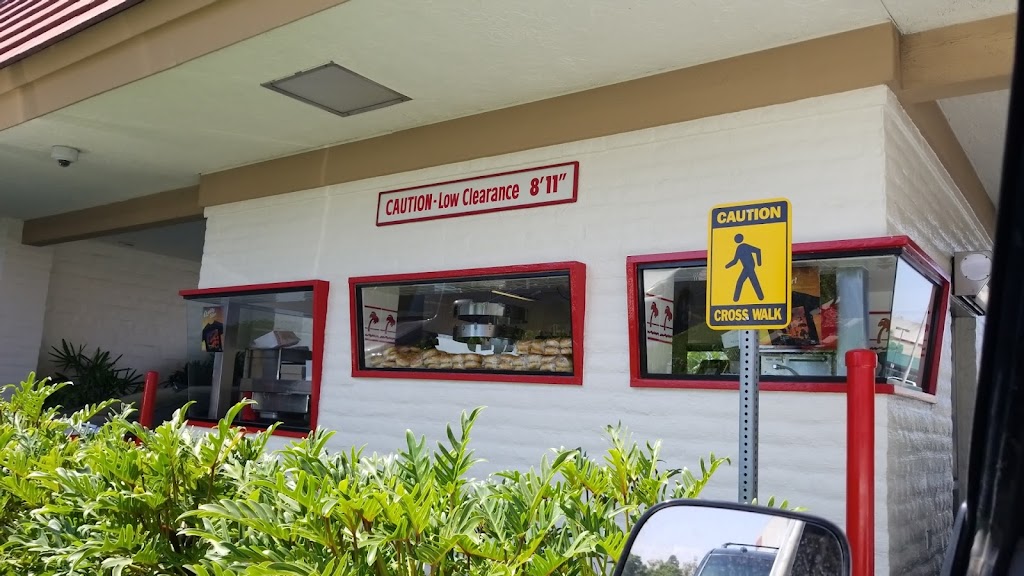 CAUTION - Low Clearance 8'11"
CAUTION
CROSS WALK